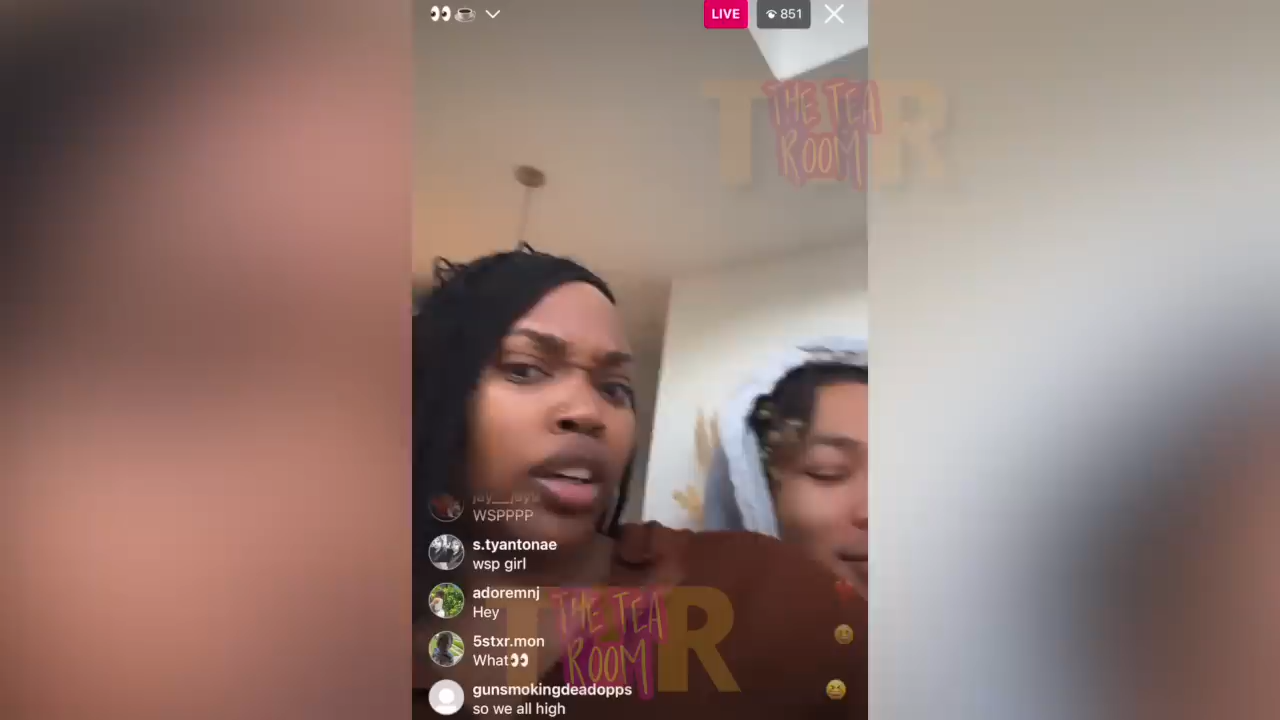 👀☕
LIVE
851
T R
THE TEA
ROOM
WSPPPP
s.tyantonae
wsp girl
adoremnj
Hey
5stxr.mon
What👀
T R
THE TEA
ROOM
gunsmokingdeadopps
so we all high